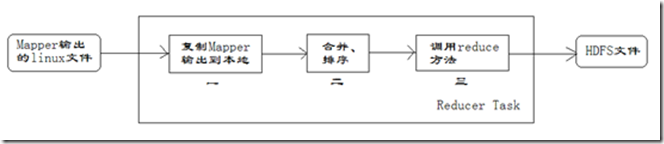 Mapper输出
的linux文件
复制Mapper
输出到本地
一
合并、
排序
二
调用reduce
方法
三
HDFS文件
Reducer Task